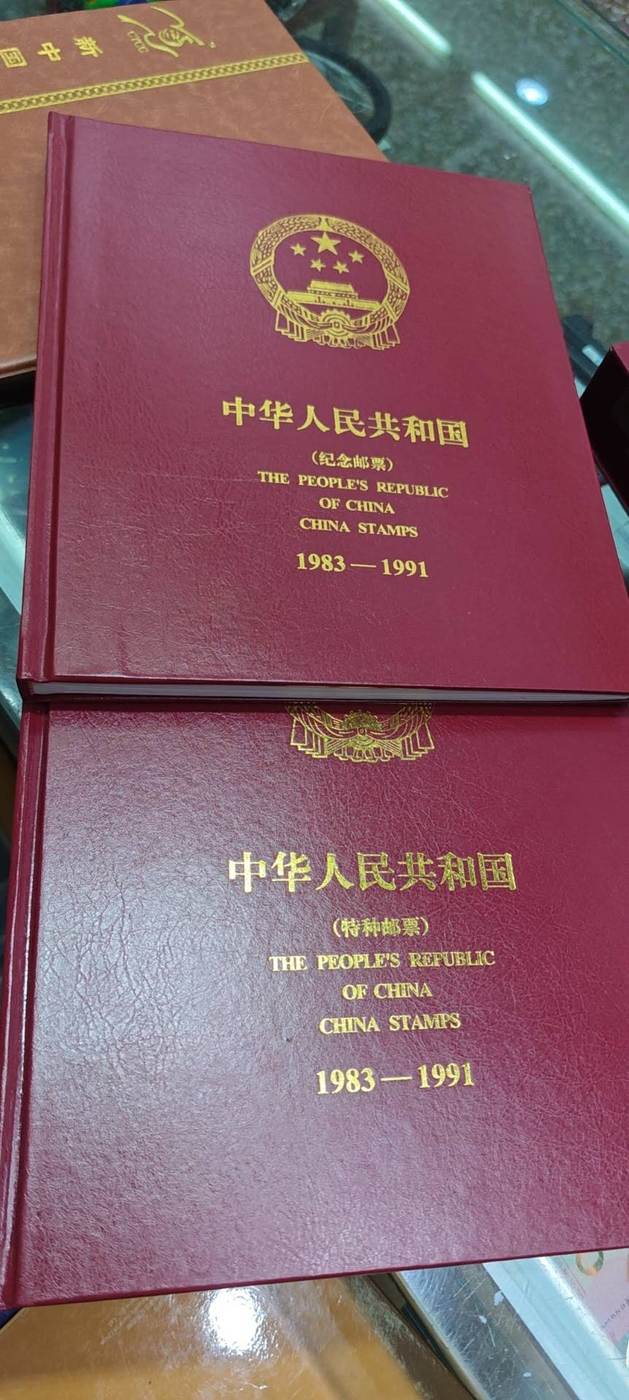 新中国
CTCC
中华人民共和国
（纪念邮票）
THE PEOPLE'S REPUBLIC
OF CHINA
CHINA STAMPS
1983—1991
中华人民共和国
（特种邮票）
THE PEOPLE'S REPUBLIC
OF CHINA
CHINA STAMPS
1983—1991